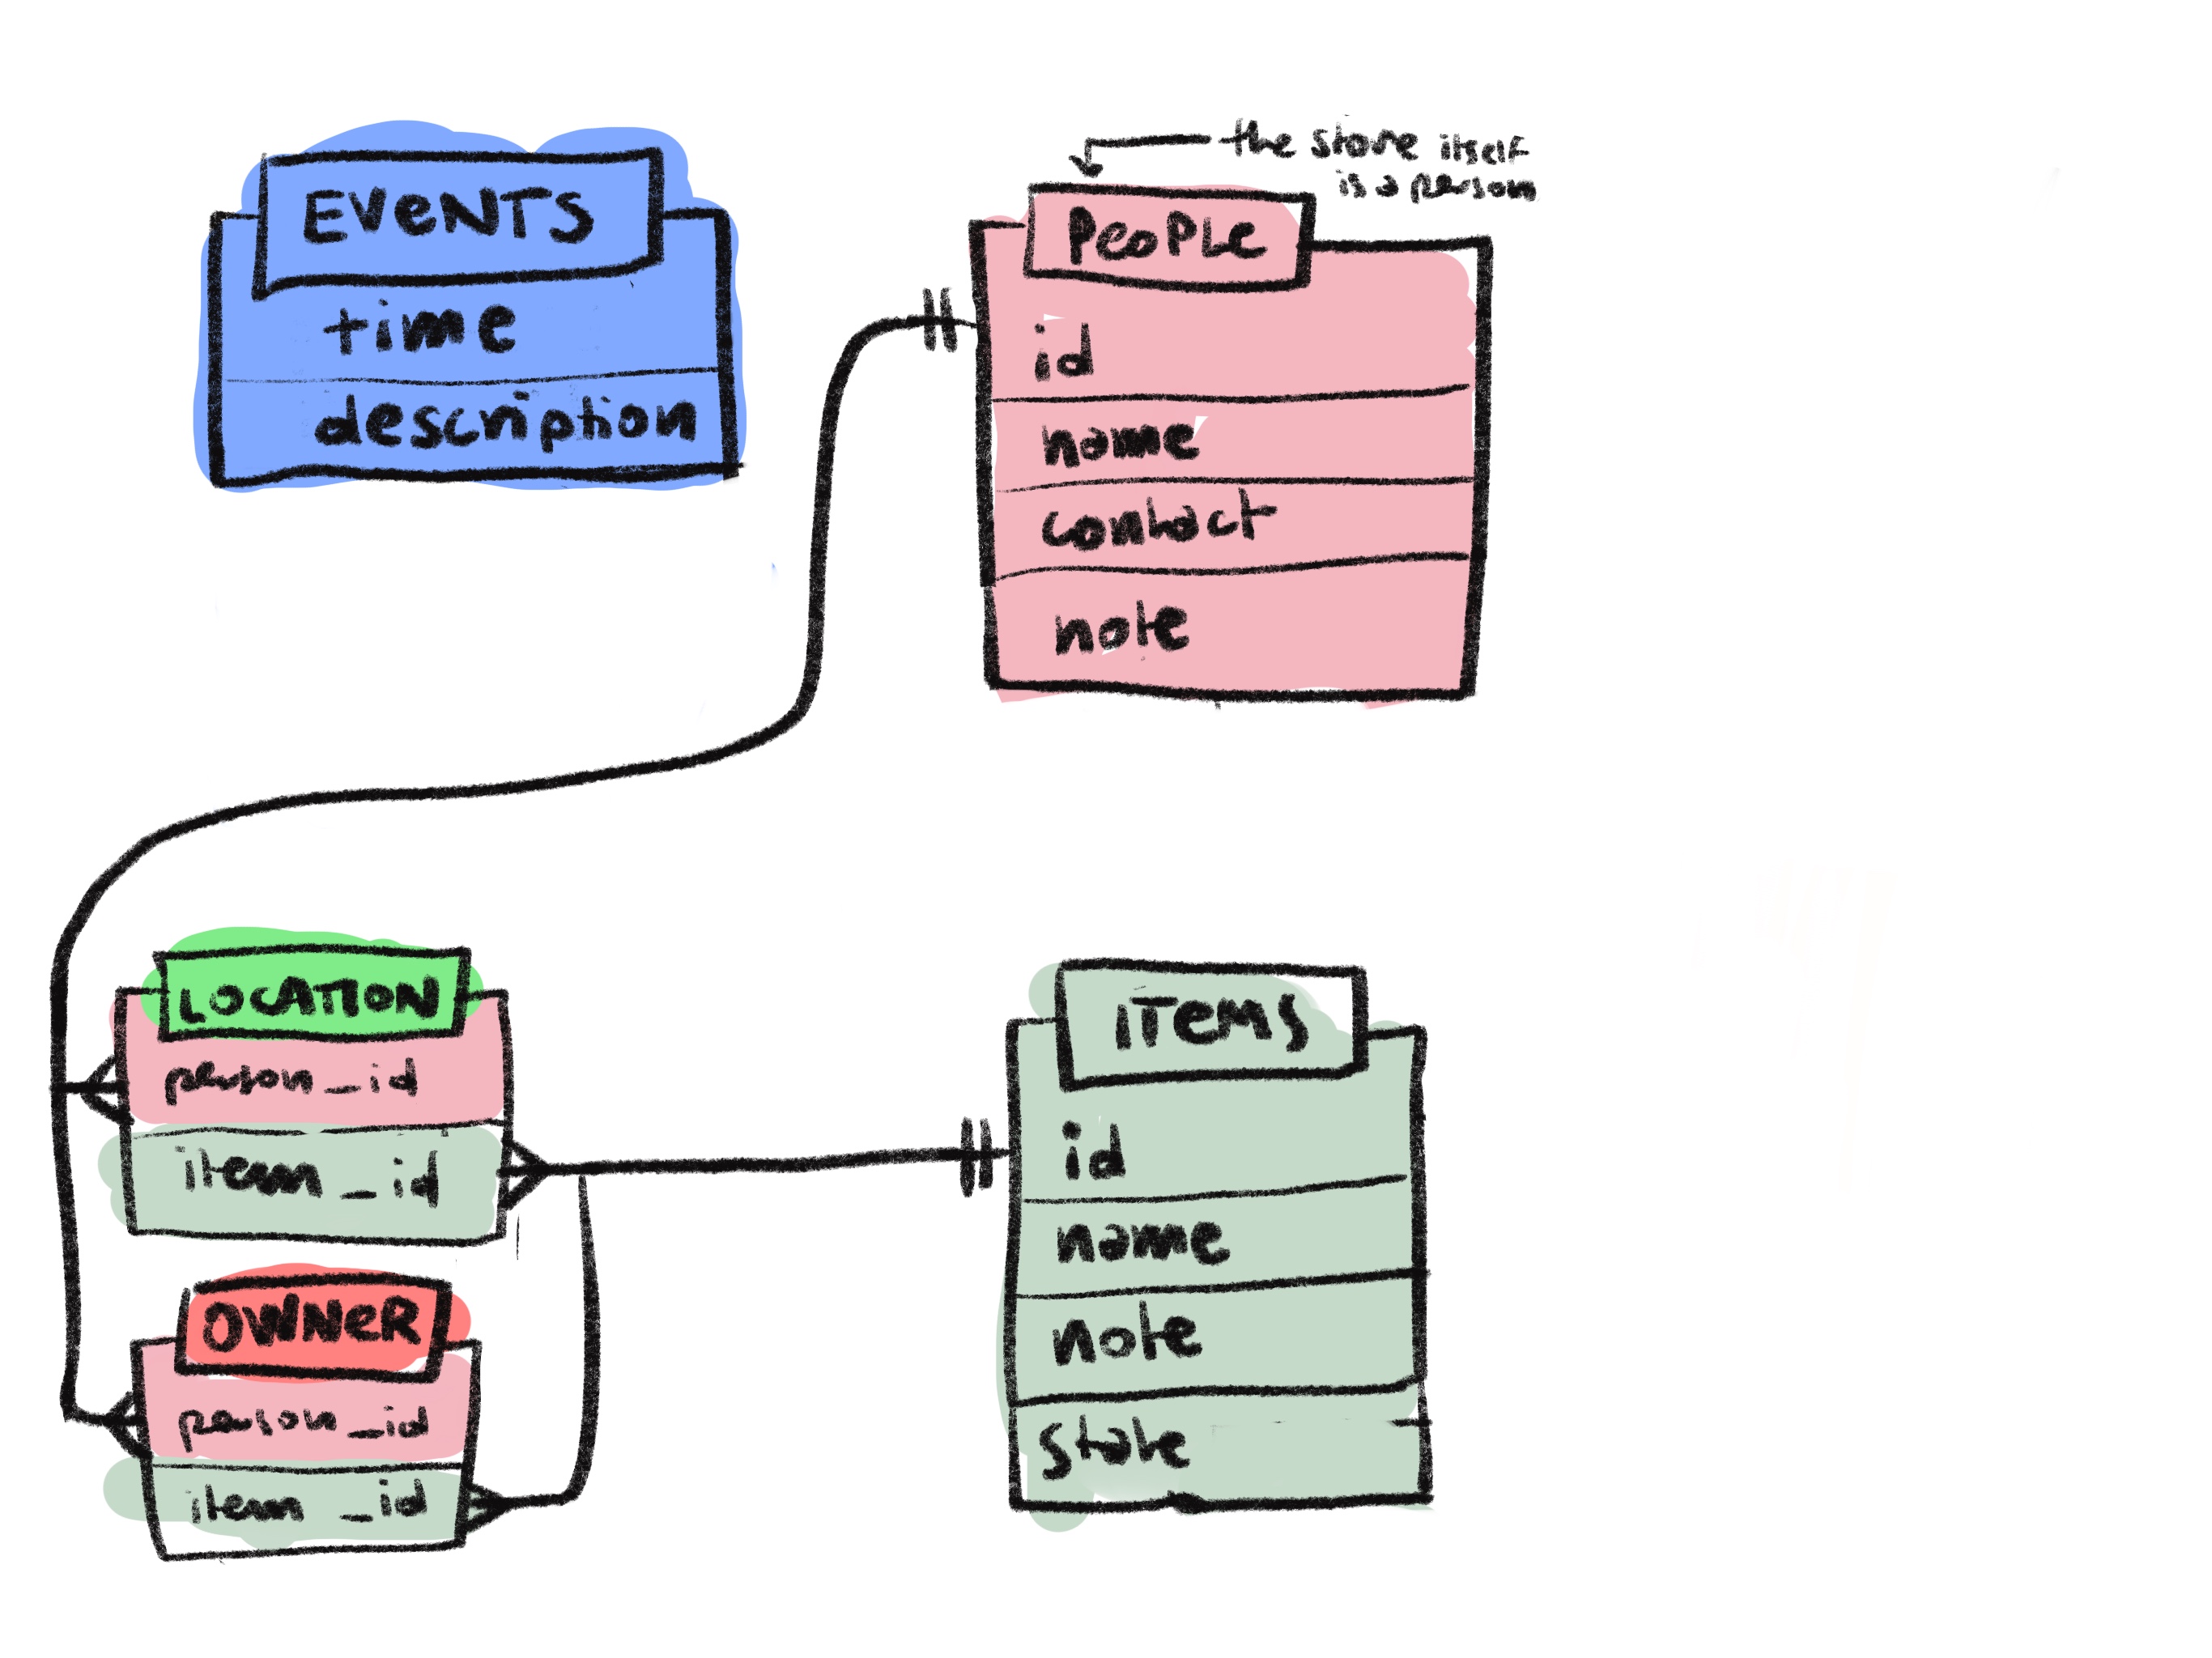 EVENTS
time
description
the store itself
is a person
PEOPLE
id
name
contact
note
LOCATION
person_id
item_id
OWNER
person_id
item_id
ITEMS
id
name
note
state